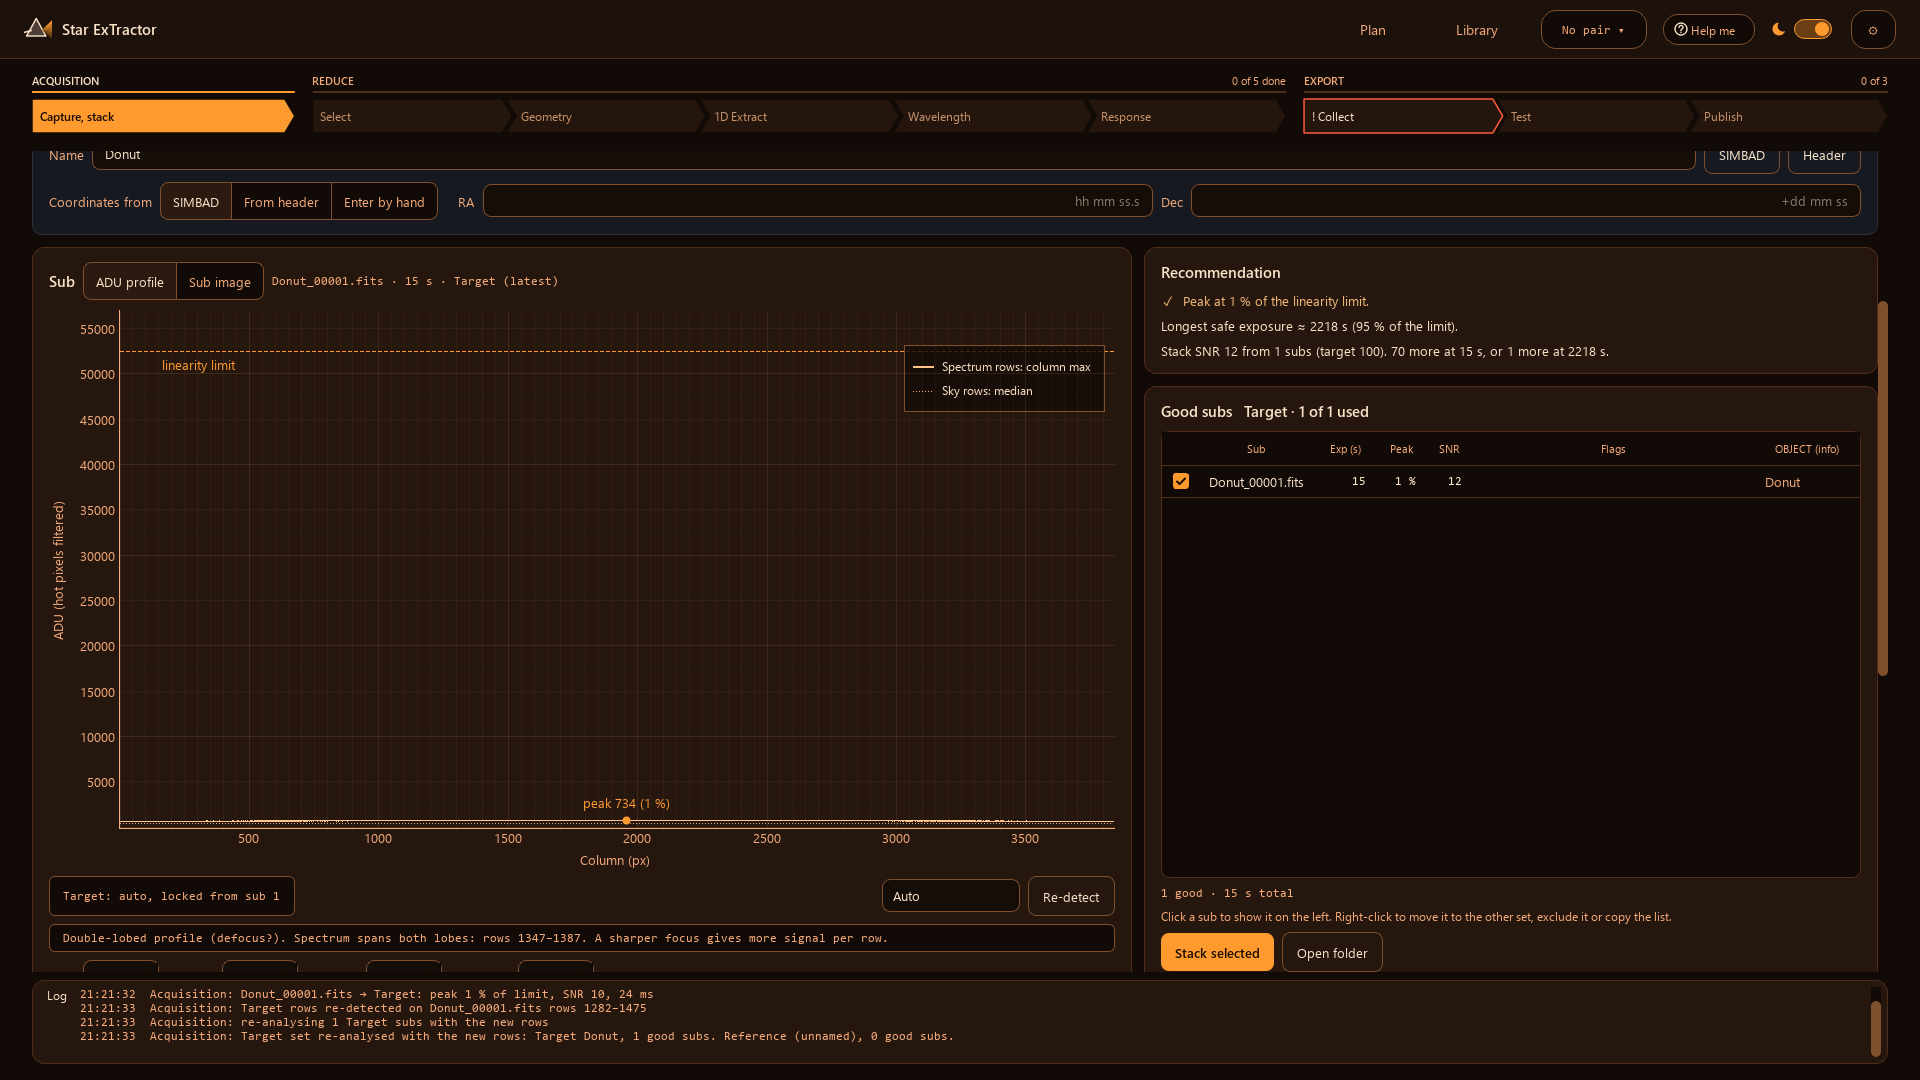 Star ExTractor
Plan
Library
No pair ▾
Help me
ACQUISITION
REDUCE
0 of 5 done
EXPORT
0 of 3
Capture, stack
Select
Geometry
1D Extract
Wavelength
Response
! Collect
Test
Publish
Name
Donut
SIMBAD
Header
Coordinates from
SIMBAD
From header
Enter by hand
RA
hh mm ss.s
Dec
+dd mm ss
Sub
ADU profile
Sub image
Donut_00001.fits · 15 s · Target (latest)
55000
50000
45000
40000
35000
30000
25000
20000
15000
10000
5000
ADU (hot pixels filtered)
linearity limit
Spectrum rows: column max
Sky rows: median
peak 734 (1 %)
500
1000
1500
2000
2500
3000
3500
Column (px)
Target: auto, locked from sub 1
Auto
Re-detect
Double-lobed profile (defocus?). Spectrum spans both lobes: rows 1347–1387. A sharper focus gives more signal per row.
Recommendation
✓ Peak at 1 % of the linearity limit.
Longest safe exposure ≈ 2218 s (95 % of the limit).
Stack SNR 12 from 1 subs (target 100). 70 more at 15 s, or 1 more at 2218 s.
Good subs Target · 1 of 1 used
Sub Exp (s) Peak SNR Flags OBJECT (info)
Donut_00001.fits 15 1 % 12 Donut
1 good · 15 s total
Click a sub to show it on the left. Right-click to move it to the other set, exclude it or copy the list.
Stack selected
Open folder
Log
21:21:32 Acquisition: Donut_00001.fits → Target: peak 1 % of limit, SNR 10, 24 ms
21:21:33 Acquisition: Target rows re-detected on Donut_00001.fits rows 1282–1475
21:21:33 Acquisition: re-analysing 1 Target subs with the new rows
21:21:33 Acquisition: Target set re-analysed with the new rows: Target Donut, 1 good subs. Reference (unnamed), 0 good subs.